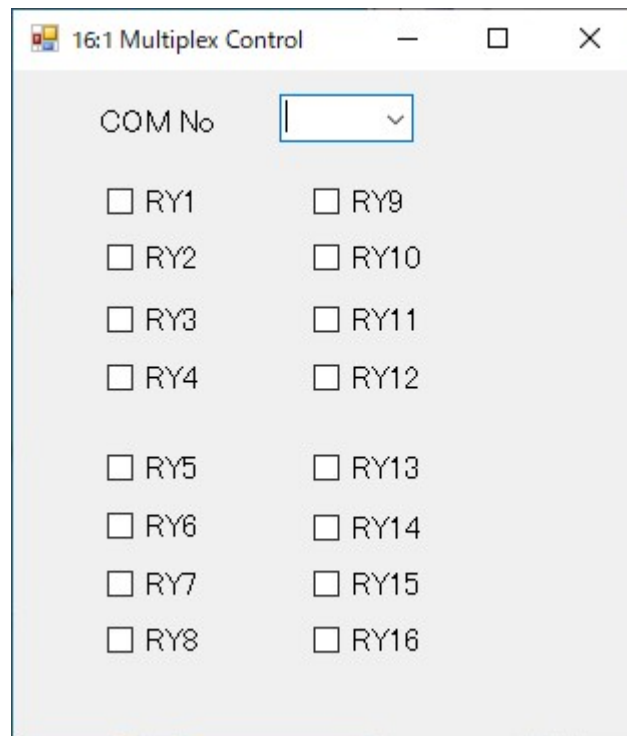 16:1 Multiplex Control
COM No
RY1
RY2
RY3
RY4
RY5
RY6
RY7
RY8
RY9
RY10
RY11
RY12
RY13
RY14
RY15
RY16